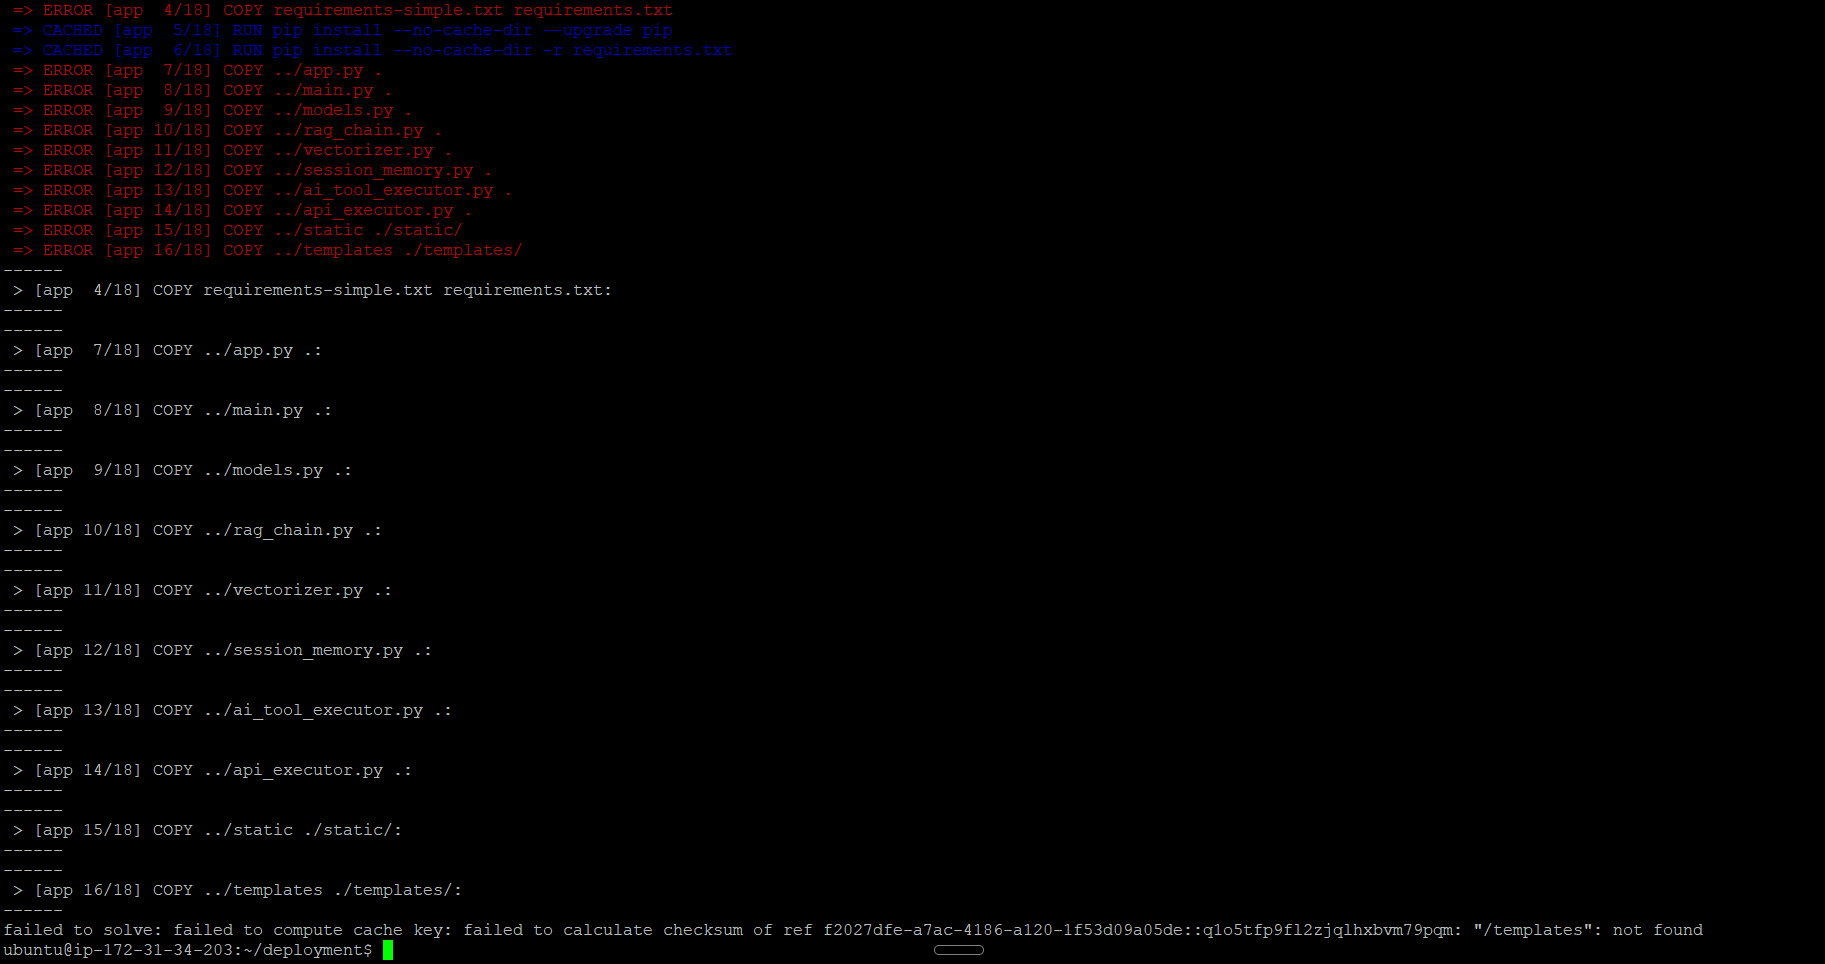 => ERROR [app  4/18] COPY requirements-simple.txt requirements.txt
=> CACHED [app  5/18] RUN pip install --no-cache-dir --upgrade pip
=> CACHED [app  6/18] RUN pip install --no-cache-dir -r requirements.txt
=> ERROR [app  7/18] COPY ../app.py .
=> ERROR [app  8/18] COPY ../main.py .
=> ERROR [app  9/18] COPY ../models.py .
=> ERROR [app 10/18] COPY ../rag_chain.py .
=> ERROR [app 11/18] COPY ../vectorizer.py .
=> ERROR [app 12/18] COPY ../session_memory.py .
=> ERROR [app 13/18] COPY ../ai_tool_executor.py .
=> ERROR [app 14/18] COPY ../api_executor.py .
=> ERROR [app 15/18] COPY ../static ./static/
=> ERROR [app 16/18] COPY ../templates ./templates/
------
> [app  4/18] COPY requirements-simple.txt requirements.txt:
------
------
> [app  7/18] COPY ../app.py .:
------
------
> [app  8/18] COPY ../main.py .:
------
------
> [app  9/18] COPY ../models.py .:
------
------
> [app 10/18] COPY ../rag_chain.py .:
------
------
> [app 11/18] COPY ../vectorizer.py .:
------
------
> [app 12/18] COPY ../session_memory.py .:
------
------
> [app 13/18] COPY ../ai_tool_executor.py .:
------
------
> [app 14/18] COPY ../api_executor.py .:
------
------
> [app 15/18] COPY ../static ./static/:
------
------
> [app 16/18] COPY ../templates ./templates/:
------
failed to solve: failed to compute cache key: failed to calculate checksum of ref f2027dfe-a7ac-4186-a120-1f53d09a05de::q1o5tfp9fl2zjqlhxbvm79pqm: "/templates": not found
ubuntu@ip-172-31-34-203:~/deployment$